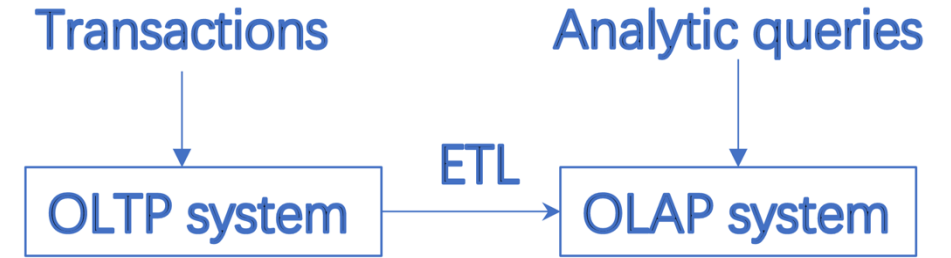 Transactions
Analytic queries
ETL
OLTP system
OLAP system